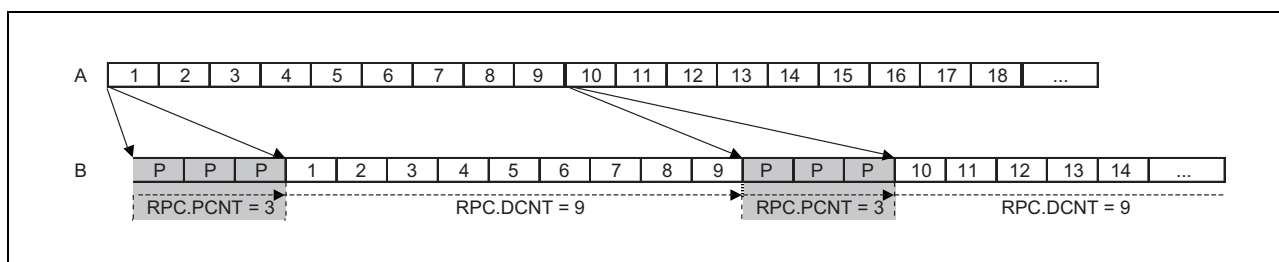 A 1 2 3 4 5 6 7 8 9 10 11 12 13 14 15 16 17 18 ...
B P P P 1 2 3 4 5 6 7 8 9 P P P 10 11 12 13 14 ...
RPC.PCNT = 3 RPC.DCNT = 9 RPC.PCNT = 3 RPC.DCNT = 9